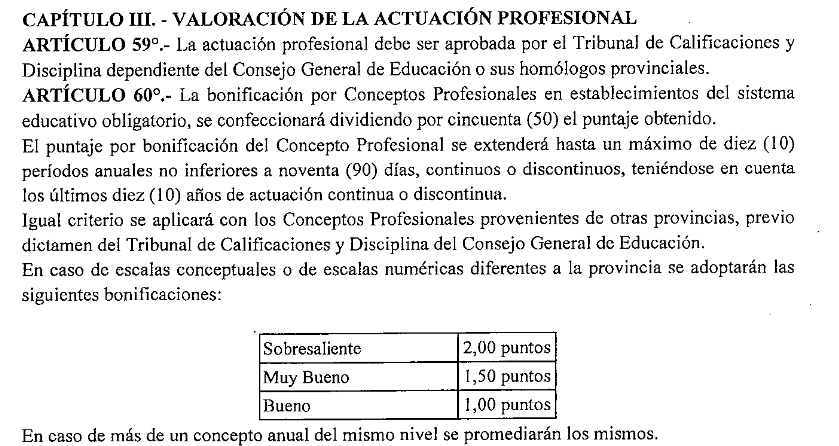 CAPÍTULO III. - VALORACIÓN DE LA ACTUACIÓN PROFESIONAL
ARTÍCULO 59º.- La actuación profesional debe ser aprobada por el Tribunal de Calificaciones y
Disciplina dependiente del Consejo General de Educación o sus homólogos provinciales.
ARTÍCULO 60º.- La bonificación por Conceptos Profesionales en establecimientos del sistema
educativo obligatorio, se confeccionará dividiendo por cincuenta (50) el puntaje obtenido.
El puntaje por bonificación del Concepto Profesional se extenderá hasta un máximo de diez (10)
períodos anuales no inferiores a noventa (90) días, continuos o discontinuos, teniéndose en cuenta
los últimos diez (10) años de actuación continua o discontinua.
Igual criterio se aplicará con los Conceptos Profesionales provenientes de otras provincias, previo
dictamen del Tribunal de Calificaciones y Disciplina del Consejo General de Educación.
En caso de escalas conceptuales o de escalas numéricas diferentes a la provincia se adoptarán las
siguientes bonificaciones:
Sobresaliente 2,00 puntos
Muy Bueno 1,50 puntos
Bueno 1,00 puntos
En caso de más de un concepto anual del mismo nivel se promediarán los mismos.